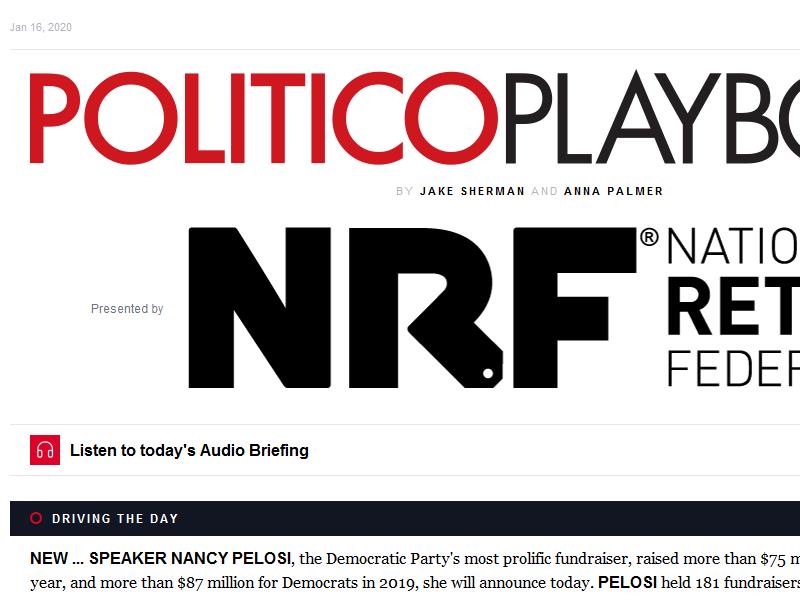 Jan 16, 2020
POLITICOPLAYBO
BY JAKE SHERMAN AND ANNA PALMER
Presented by
NRF®
NATIO
RET
FEDER
Listen to today's Audio Briefing
DRIVING THE DAY
NEW ... SPEAKER NANCY PELOSI, the Democratic Party's most prolific fundraiser, raised more than $75 m
year, and more than $87 million for Democrats in 2019, she will announce today. PELOSI held 181 fundraisers